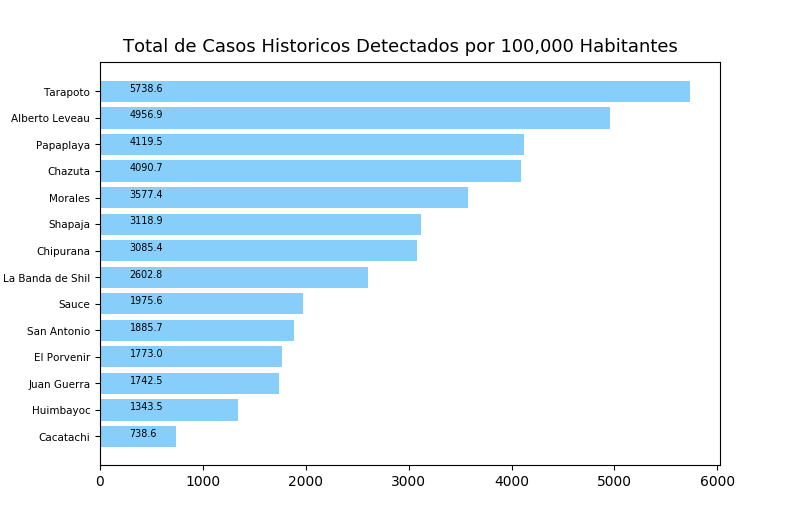 Total de Casos Historicos Detectados por 100,000 Habitantes
Tarapoto 5738.6
Alberto Leveau 4956.9
Papaplaya 4119.5
Chazuta 4090.7
Morales 3577.4
Shapaja 3118.9
Chipurana 3085.4
La Banda de Shil 2602.8
Sauce 1975.6
San Antonio 1885.7
El Porvenir 1773.0
Juan Guerra 1742.5
Huimbayoc 1343.5
Cacatachi 738.6
0 1000 2000 3000 4000 5000 6000